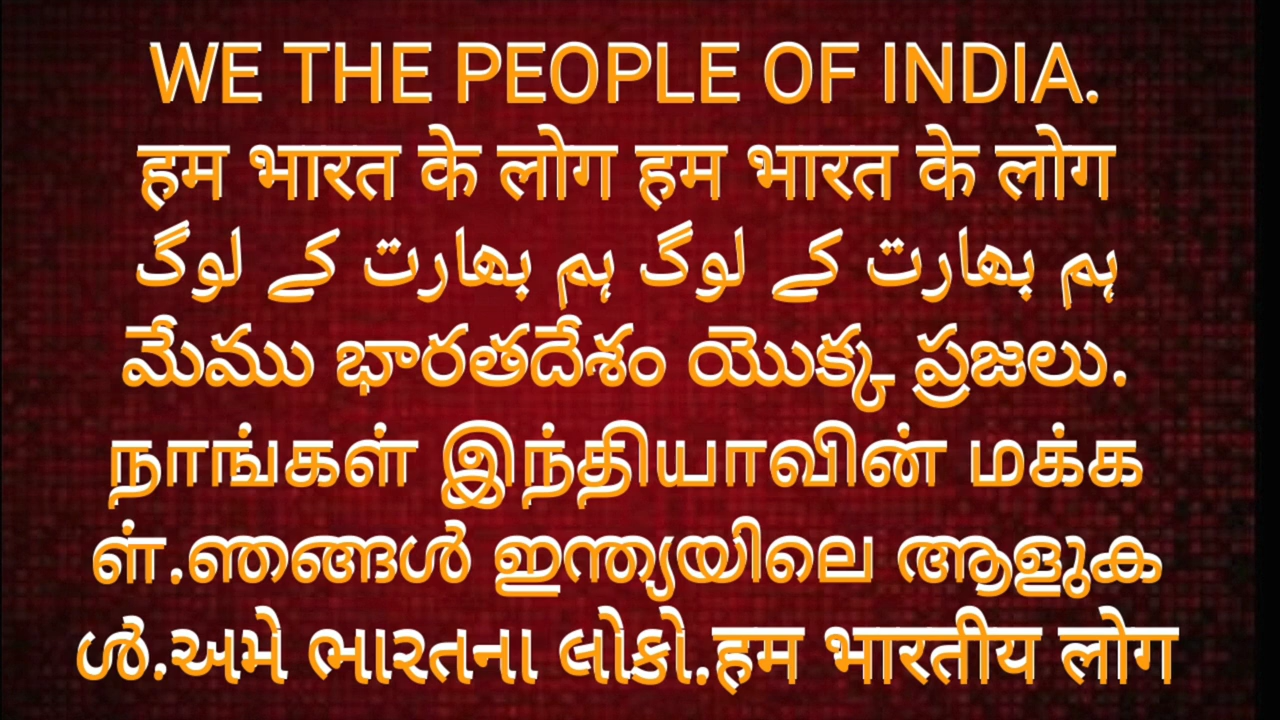 WE THE PEOPLE OF INDIA.
हम भारत के लोग हम भारत के लोग
ہم بھارت کے لوگ ہم بھارت کے لوگ
మేము భారతదేశం యొక్క ప్రజలు.
நாங்கள் இந்தியாவின் மக்க
ள்.ഞങ്ങൾ ഇന്ത്യയിലെ ആളുക
ൾ.અમે ભારતના લોકો.हम भारतीय लोग